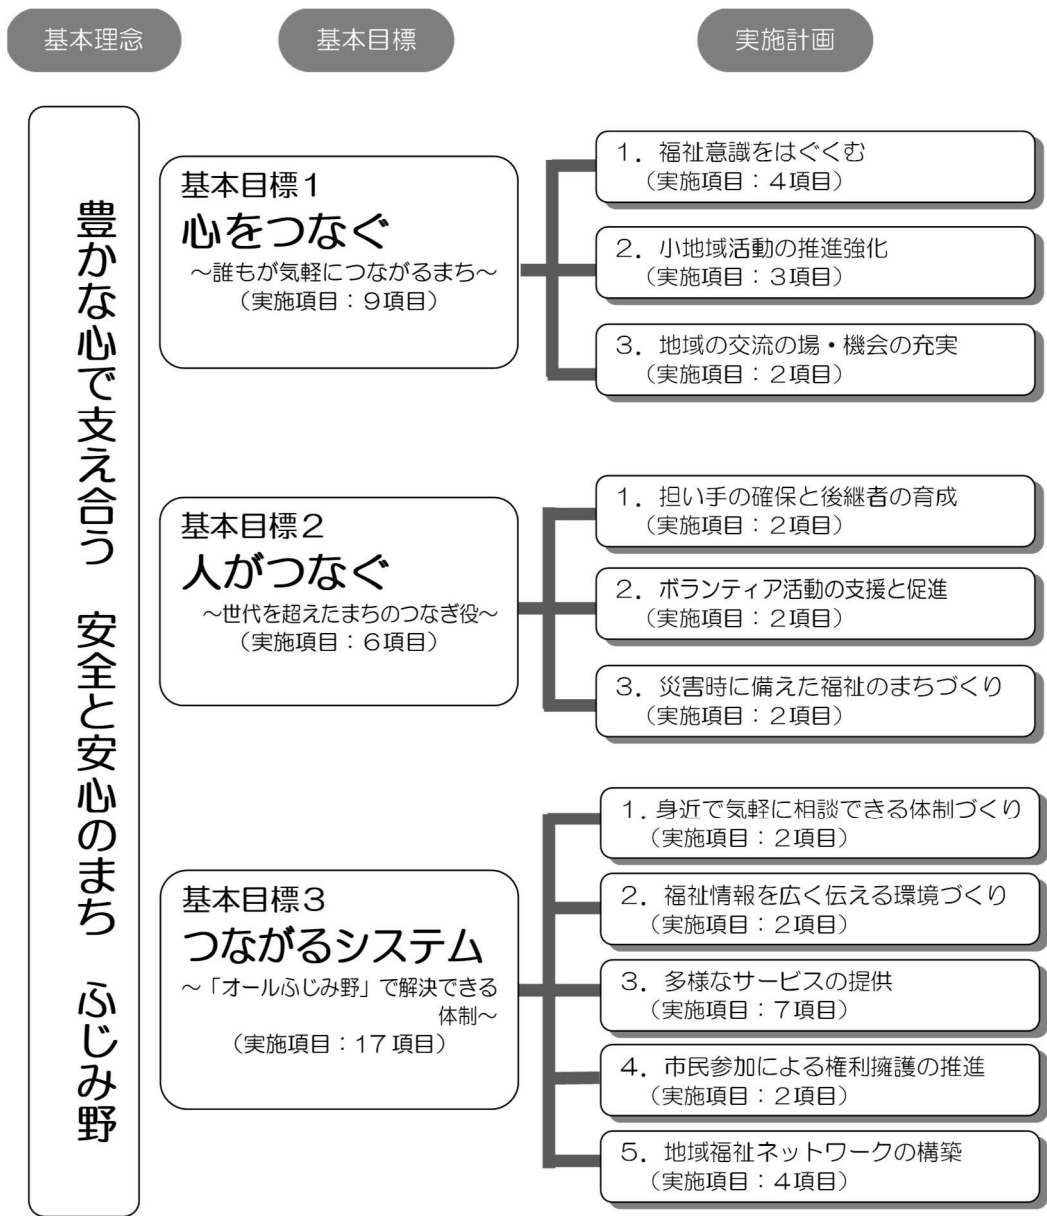 基本理念
基本目標
実施計画
豊かな心で支え合う　安全と安心のまち　ふじみ野
基本目標１
心をつなぐ
～誰もが気軽につながるまち～
（実施項目：９項目）
１．福祉意識をはぐくむ
（実施項目：４項目）
２．小地域活動の推進強化
（実施項目：３項目）
３．地域の交流の場・機会の充実
（実施項目：２項目）
基本目標２
人がつなぐ
～世代を超えたまちのつなぎ役～
（実施項目：６項目）
１．担い手の確保と後継者の育成
（実施項目：２項目）
２．ボランティア活動の支援と促進
（実施項目：２項目）
３．災害時に備えた福祉のまちづくり
（実施項目：２項目）
基本目標３
つながるシステム
～「オールふじみ野」で解決できる
体制～
（実施項目：17 項目）
１．身近で気軽に相談できる体制づくり
（実施項目：２項目）
２．福祉情報を広く伝える環境づくり
（実施項目：２項目）
３．多様なサービスの提供
（実施項目：７項目）
４．市民参加による権利擁護の推進
（実施項目：２項目）
５．地域福祉ネットワークの構築
（実施項目：４項目）